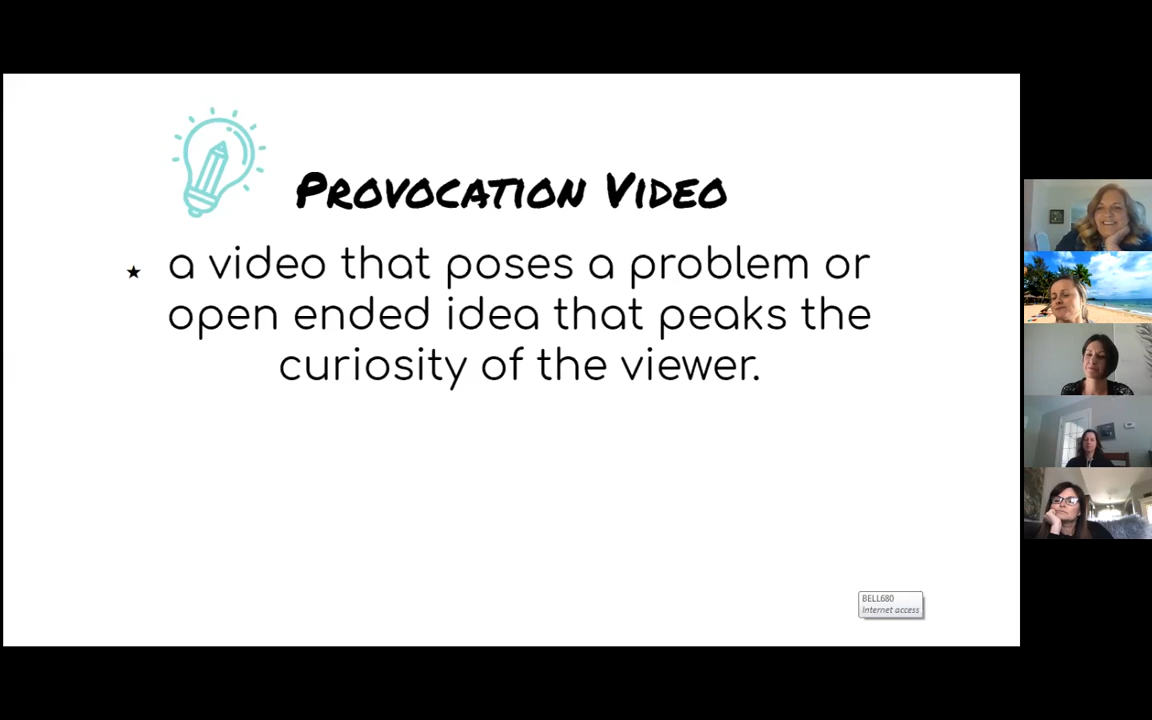 Provocation Video
★ a video that poses a problem or
open ended idea that peaks the
curiosity of the viewer.
BELL680
Internet access